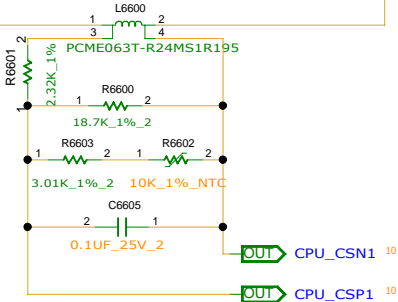 L6600
1 2
3 4
PCME063T-R24MS1R195
R6601
2
1
2.32K_1%
R6600
1 2
18.7K_1%_2
R6603 R6602
1 2 1 2
3.01K_1%_2 10K_1%_NTC
C6605
2 1
0.1UF_25V_2
OUT CPU_CSN1 10
OUT CPU_CSP1 10